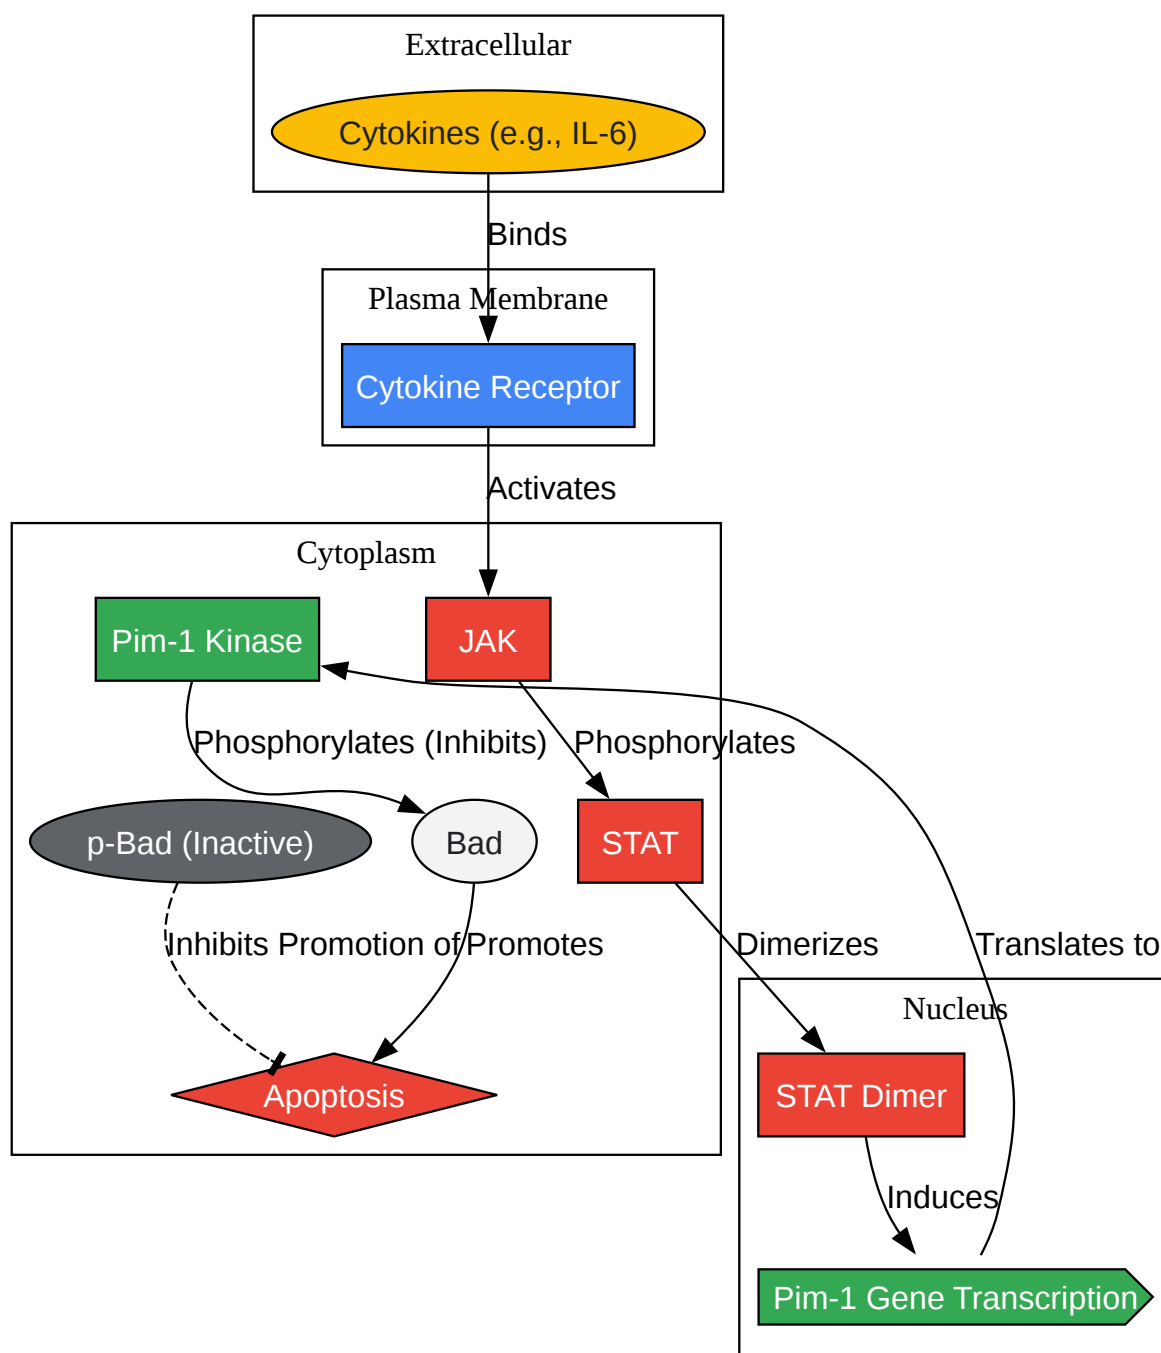 Extracellular
Cytokines (e.g., IL-6)
Binds
Plasma Membrane
Cytokine Receptor
Activates
Cytoplasm
Pim-1 Kinase
JAK
Phosphorylates (Inhibits)
Phosphorylates
p-Bad (Inactive)
Bad
STAT
Inhibits Promotion of
Promotes
Dimerizes
Translates to
Nucleus
Apoptosis
STAT Dimer
Induces
Pim-1 Gene Transcription